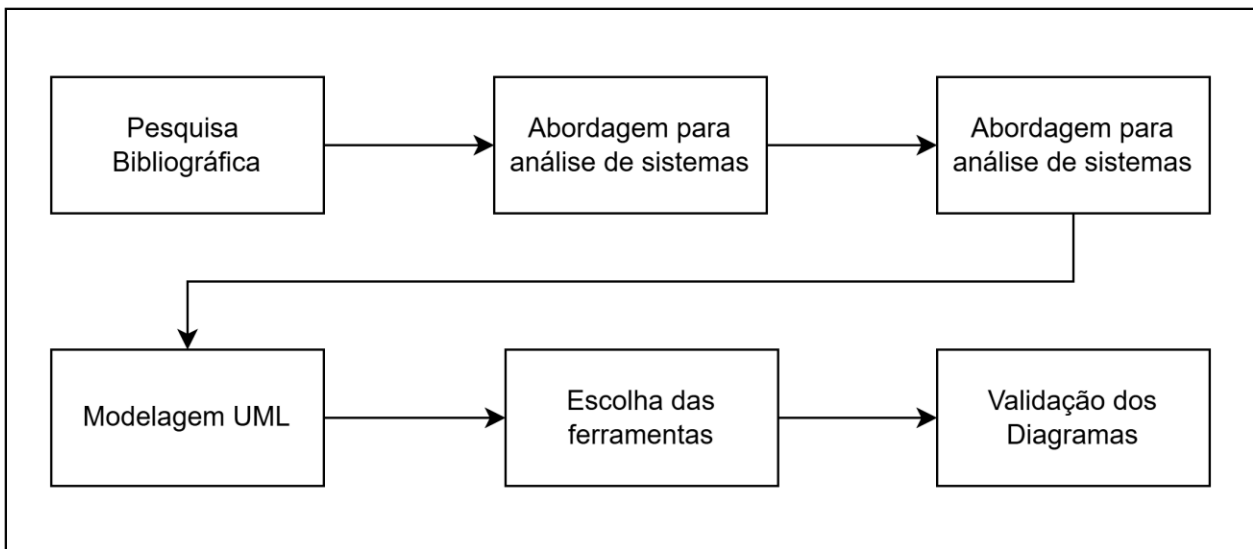 Pesquisa
Bibliográfica
Abordagem para
análise de sistemas
Abordagem para
análise de sistemas
Modelagem UML
Escolha das
ferramentas
Validação dos
Diagramas